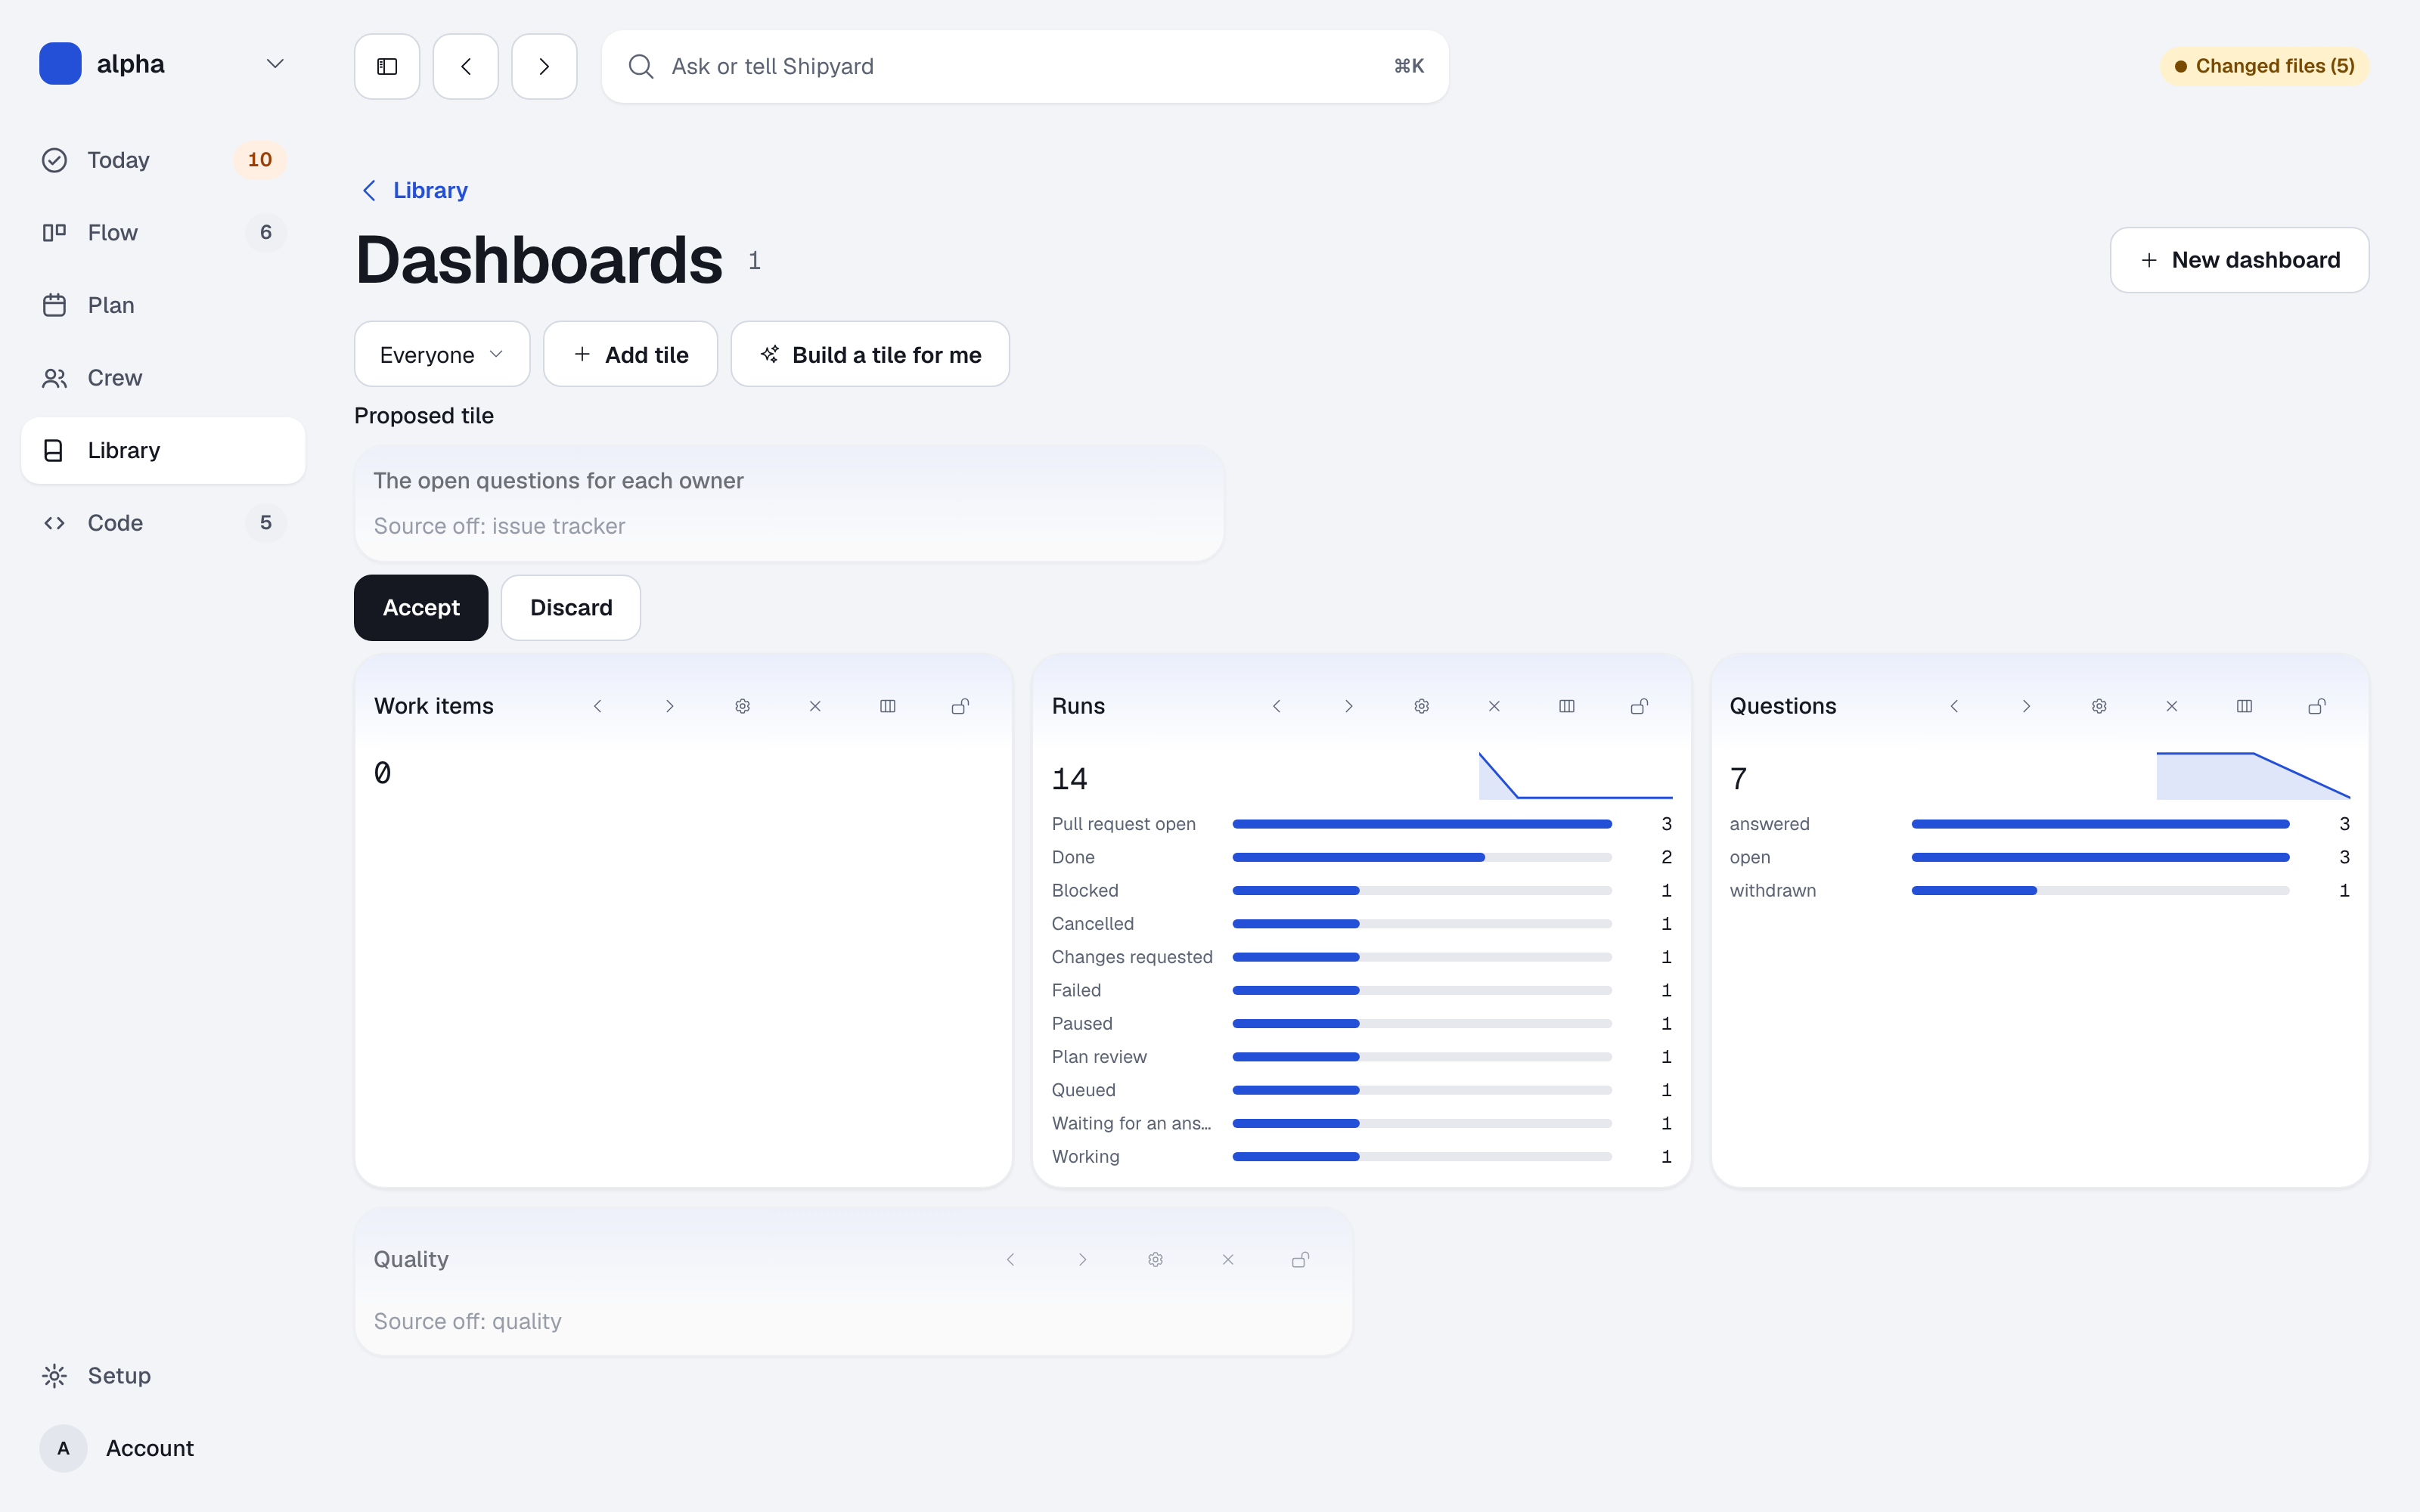 alpha
Ask or tell Shipyard ⌘K
Changed files (5)
Today 10
Flow 6
Plan
Crew
Library
Code 5
Setup
A Account
Library
Dashboards 1
New dashboard
Everyone
Add tile
Build a tile for me
Proposed tile
The open questions for each owner
Source off: issue tracker
Accept
Discard
Work items
0
Runs
14
Pull request open 3
Done 2
Blocked 1
Cancelled 1
Changes requested 1
Failed 1
Paused 1
Plan review 1
Queued 1
Waiting for an ans... 1
Working 1
Questions
7
answered 3
open 3
withdrawn 1
Quality
Source off: quality